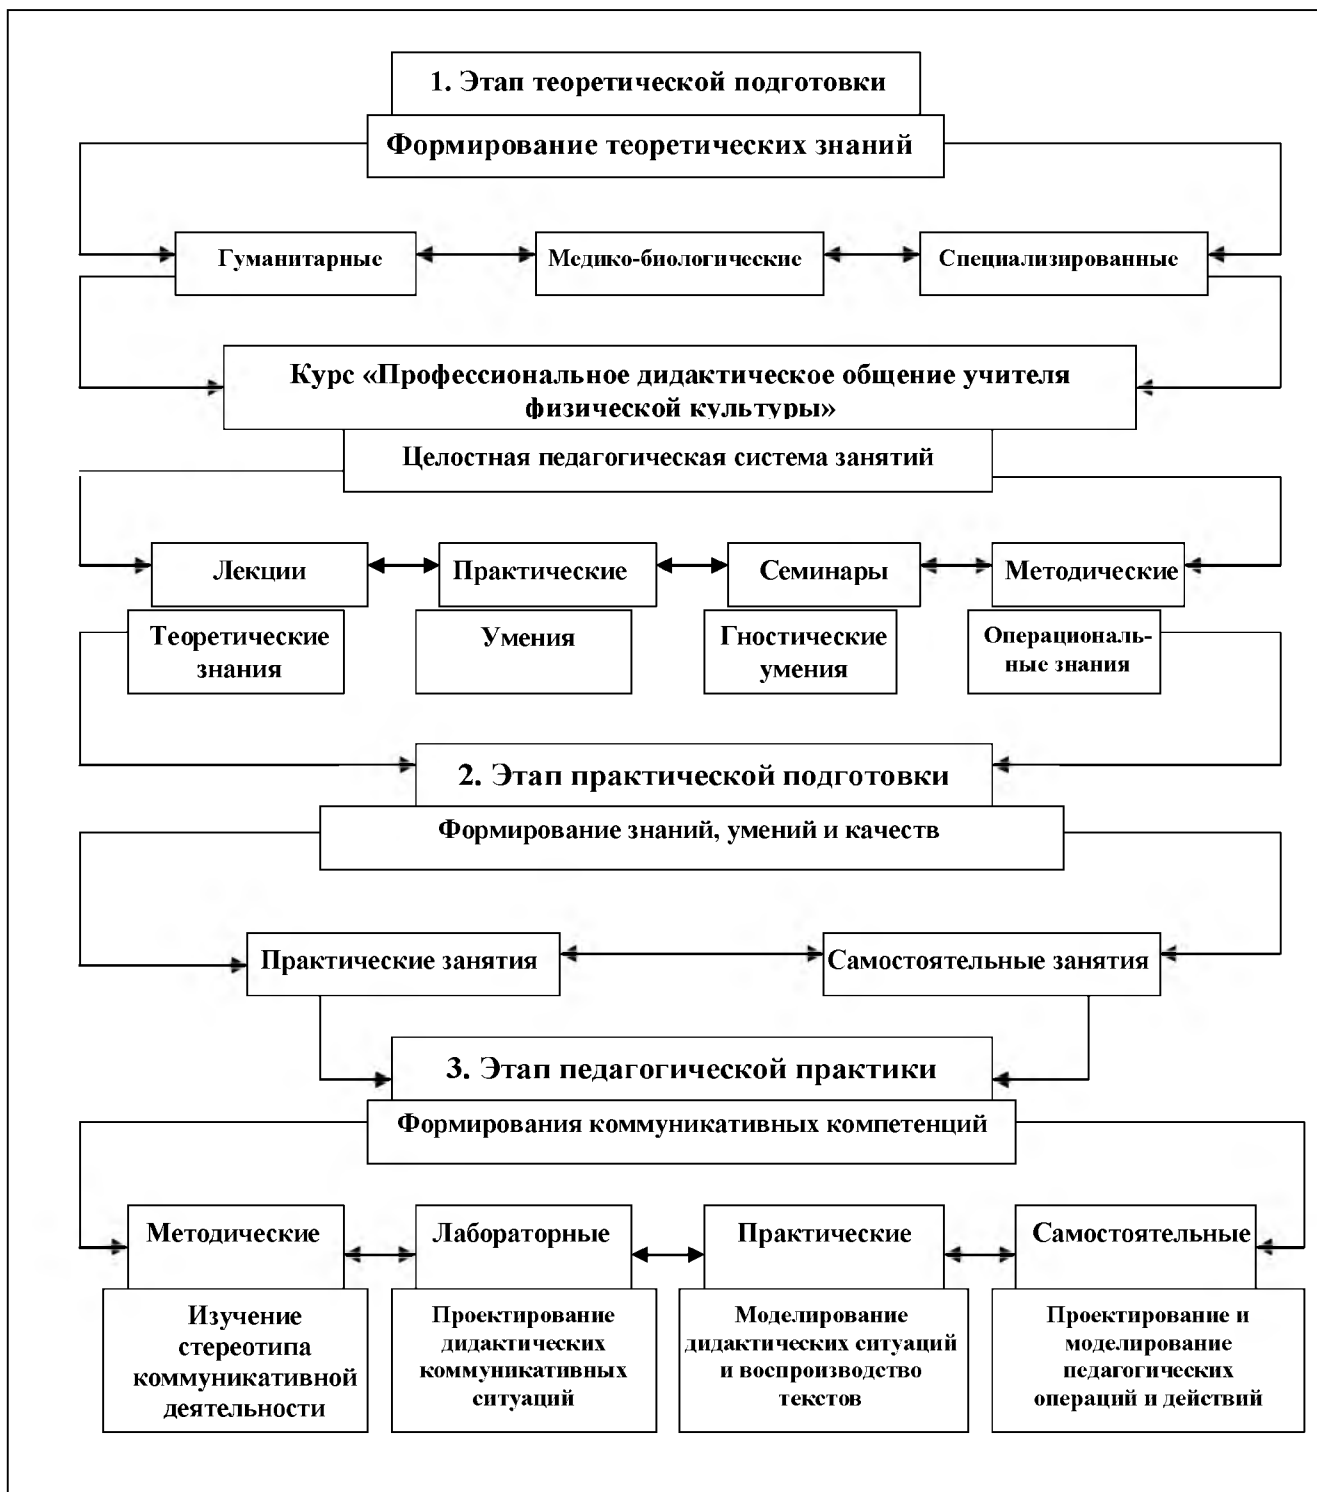 1. Этап теоретической подготовки
Формирование теоретических знаний
Гуманитарные
Медико-биологические
Специализированные
Курс «Профессиональное дидактическое общение учителя
физической культуры»
Целостная педагогическая система занятий
Лекции
Практические
Семинары
Методические
Теоретические
знания
Умения
Гностические
умения
Операциональ-
ные знания
2. Этап практической подготовки
Формирование знаний, умений и качеств
Практические занятия
Самостоятельные занятия
3. Этап педагогической практики
Формирования коммуникативных компетенций
Методические
Лабораторные
Практические
Самостоятельные
Изучение
стереотипа
коммуникативной
деятельности
Проектирование
дидактических
коммуникативных
ситуаций
Моделирование
дидактических ситуаций
и воспроизводство
текстов
Проектирование и
моделирование
педагогических
операций и действий